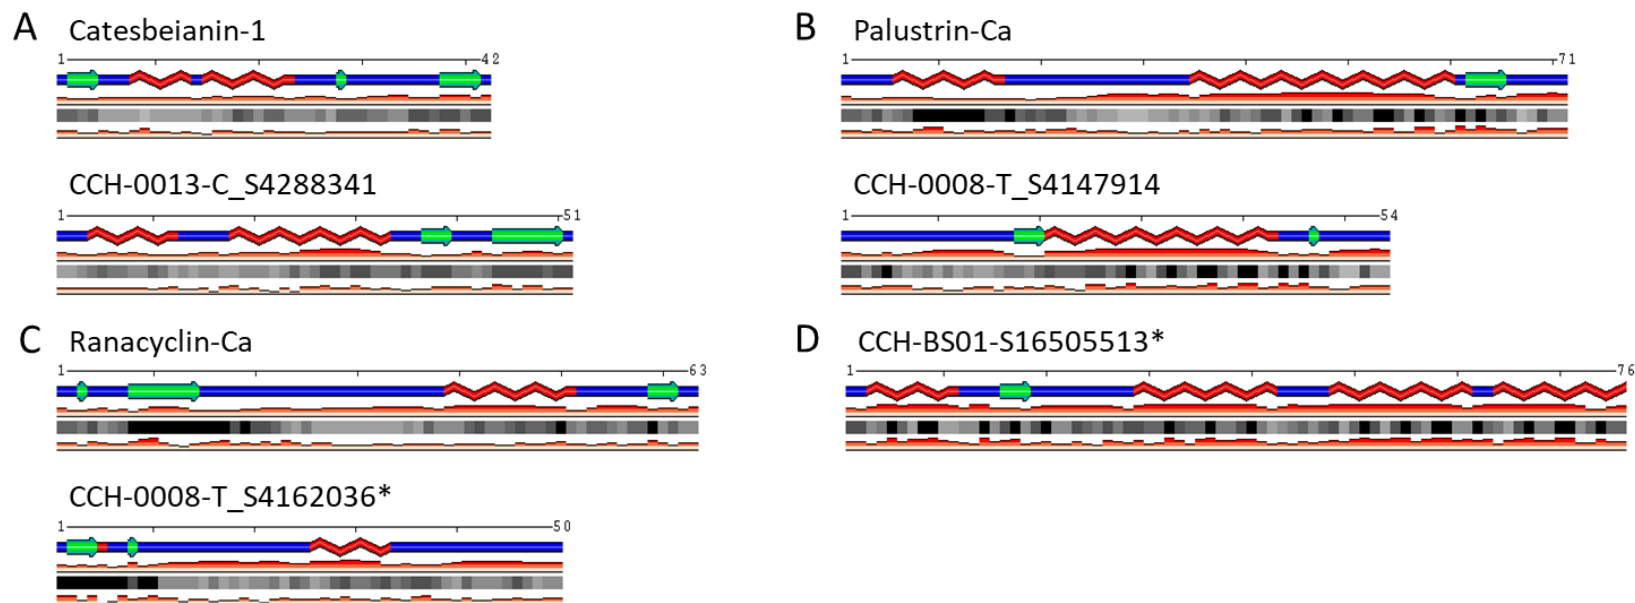 A Catesbeianin-1
1 42
CCH-0013-C_S4288341
1 51
B Palustrin-Ca
1 71
CCH-0008-T_S4147914
1 54
C Ranacyclin-Ca
1 63
CCH-0008-T_S4162036*
1 50
D CCH-BS01-S16505513*
1 76